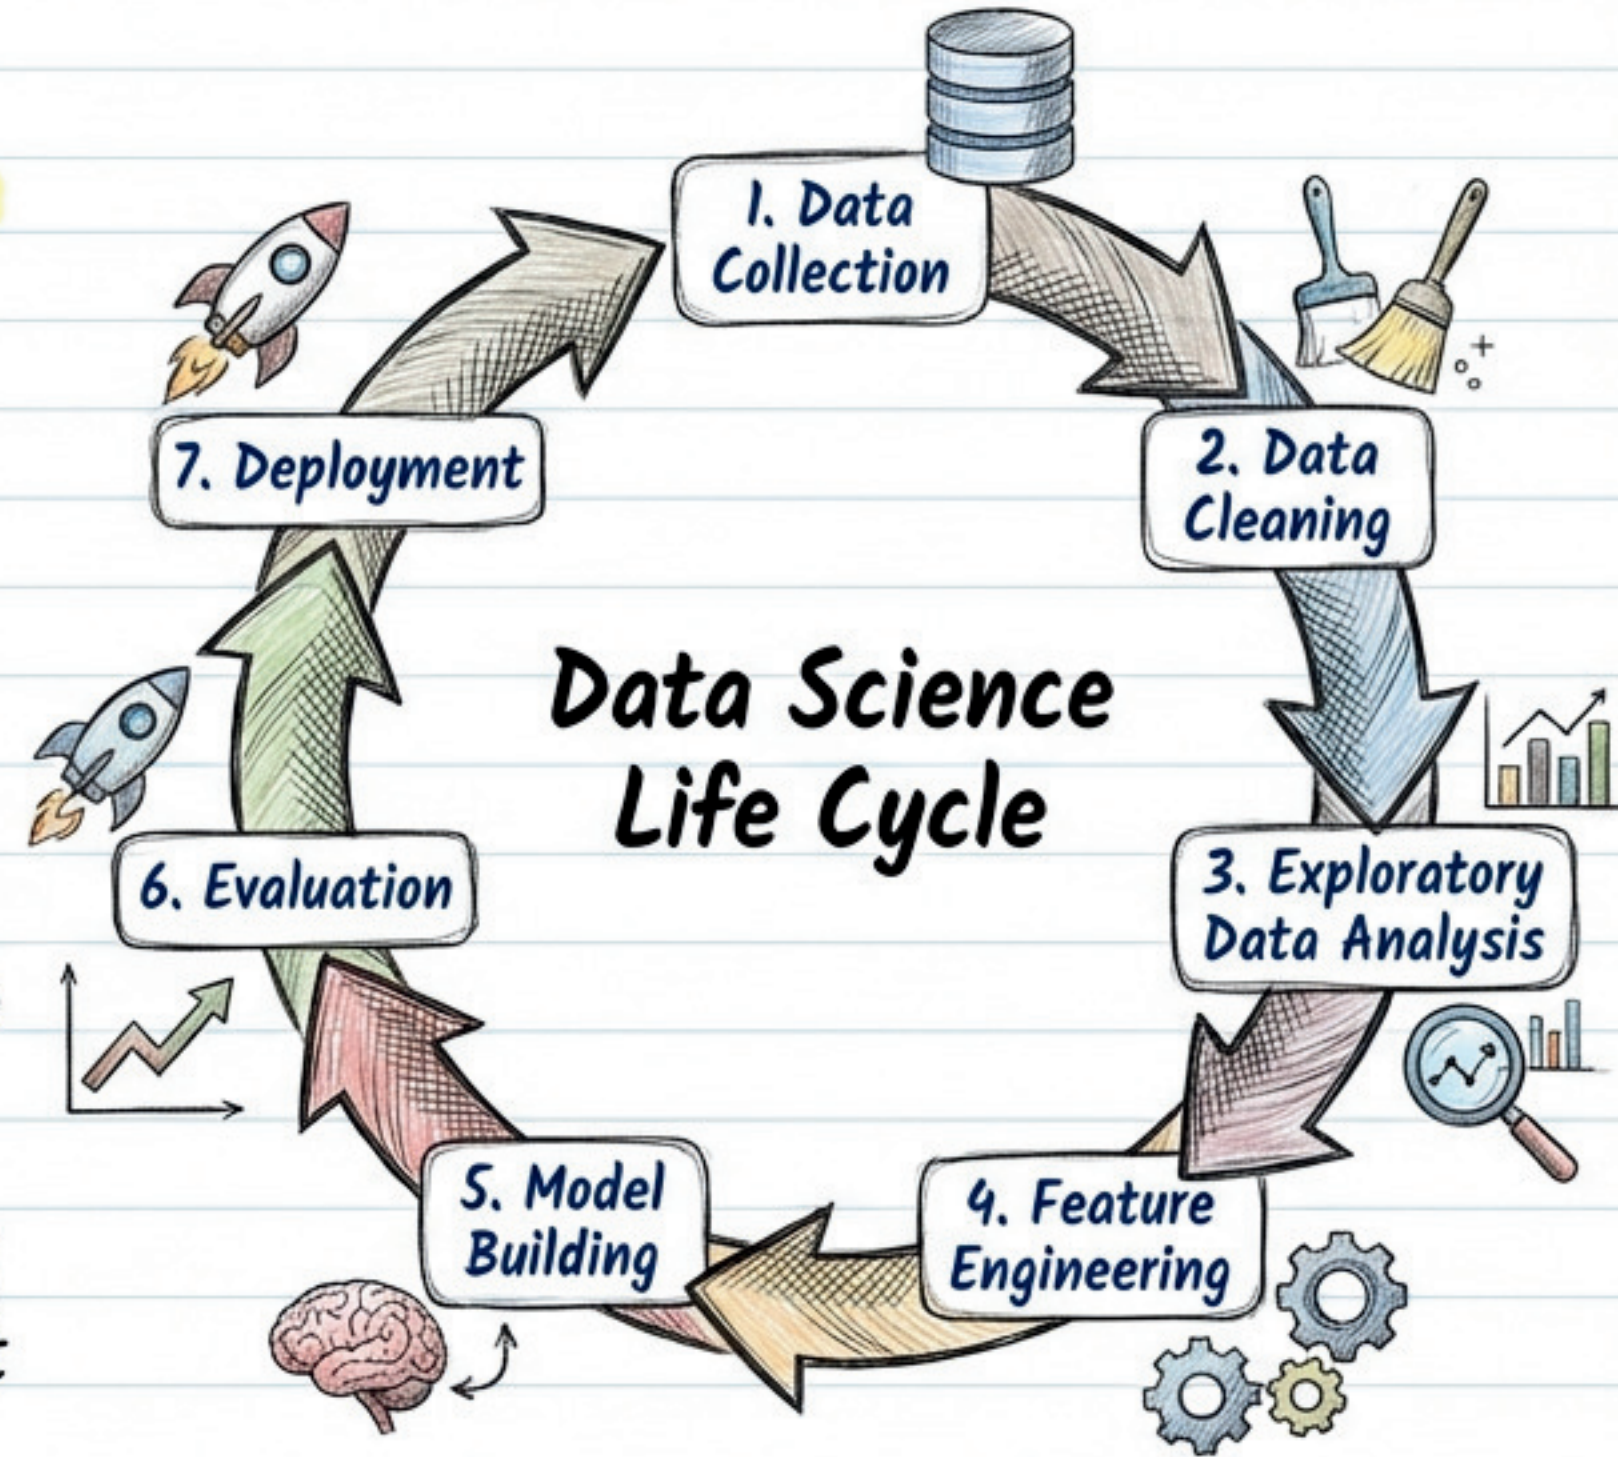 1. Data
Collection
2. Data
Cleaning
3. Exploratory
Data Analysis
4. Feature
Engineering
5. Model
Building
6. Evaluation
7. Deployment
Data Science
Life Cycle